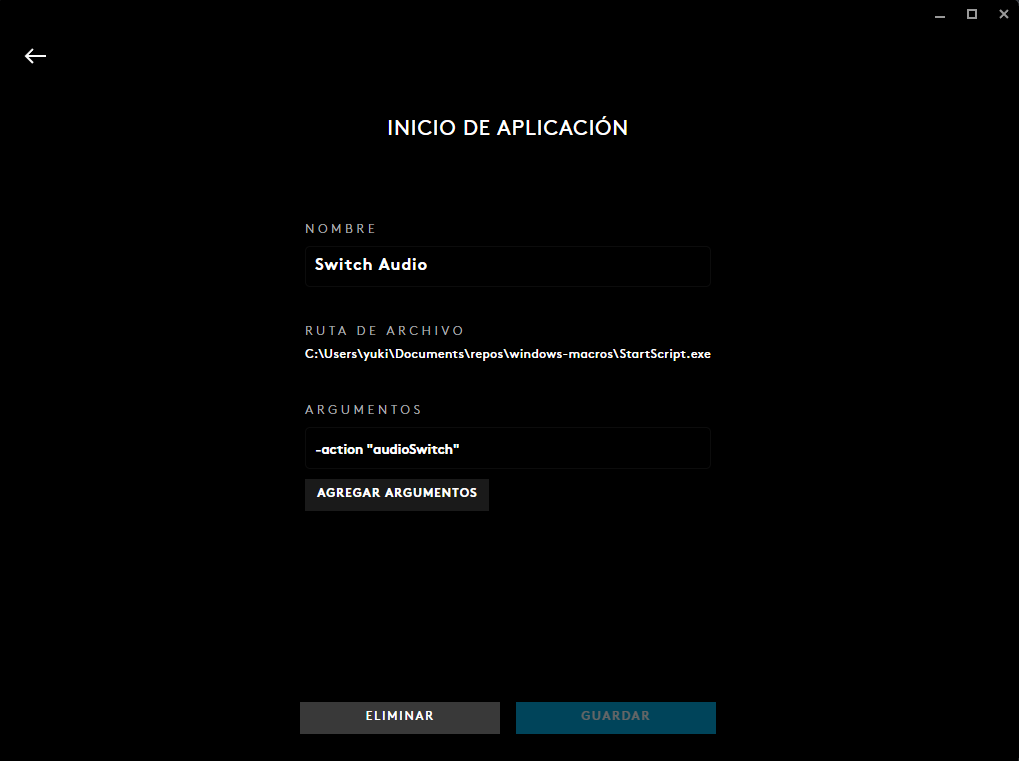 INICIO DE APLICACIÓN
NOMBRE
Switch Audio
RUTA DE ARCHIVO
C:\Users\yuki\Documents\repos\windows-macros\StartScript.exe
ARGUMENTOS
-action "audioSwitch"
AGREGAR ARGUMENTOS
ELIMINAR
GUARDAR